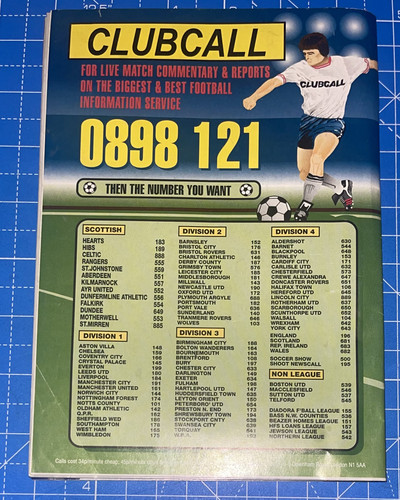 CLUBCALL
FOR LIVE MATCH COMMENTARY & REPORTS
ON THE BIGGEST & BEST FOOTBALL
INFORMATION SERVICE
CLUBCALL
0898 121
THEN THE NUMBER YOU WANT
SCOTTISH
HEARTS 183
HIBS 189
CELTIC 888
RANGERS 555
ST.JOHNSTONE 559
ABERDEEN 551
KILMARNOCK 557
AYR UNITED 552
DUNFERMLINE ATHLETIC 556
FALKIRK 554
DUNDEE 649
MOTHERWELL 553
ST.MIRREN 885
DIVISION 1
ASTON VILLA 148
CHELSEA 159
COVENTRY CITY 166
CRYSTAL PALACE 145
EVERTON 199
LEEDS UTD 180
LIVERPOOL 184
MANCHESTER CITY 191
MANCHESTER UNITED 161
NORWICH CITY 144
NOTTINGHAM FOREST 174
NOTTS COUNTY 101
OLDHAM ATHLETIC 142
Q.P.R. 162
SHEFFIELD WED 186
SOUTHAMPTON 178
WEST HAM 165
WIMBLEDON 175
DIVISION 2
BARNSLEY 152
BRISTOL CITY 176
BRISTOL ROVERS 631
CHARLTON ATHLETIC 146
DERBY COUNTY 187
GRIMSBY TOWN 576
LEICESTER CITY 185
MIDDLESBROUGH 181
MILLWALL 143
NEWCASTLE UTD 190
OXFORD UTD 172
PLYMOUTH ARGYLE 688
PORTSMOUTH 182
PORT VALE 636
SUNDERLAND 140
TRANMERE ROVERS 646
WOLVES 103
DIVISION 3
BIRMINGHAM CITY 188
BOLTON WANDERERS 164
BOURNEMOUTH 163
BRENTFORD 108
BURY 197
CHESTER CITY 633
DARLINGTON 149
EXETER 634
FULHAM 198
HARTLEPOOL UTD 147
HUDDERSFIELD TOWN 635
LEYTON ORIENT 150
PETERBORO' UTD 654
PRESTON N. END 173
SHREWSBURY TOWN 194
STOCKPORT CNTY 638
SWANSEA CITY 639
TORQUAY 641
W.B.A. 193
DIVISION 4
ALDERSHOT 630
BARNET 544
BLACKPOOL 648
BURNLEY 153
CARDIFF CITY 171
CARLISLE UTD 632
CHESTERFIELD 573
CREWE ALEXANDRA 647
DONCASTER ROVERS 651
HALIFAX TOWN
HEREFORD UTD 645
LINCOLN CITY
ROTHERHAM UTD 637
SCARBOROUGH 650
SCUNTHORPE UTD 652
WALSALL 104
WREXHAM 642
YORK CITY 643
ENGLAND 196
SCOTLAND 681
REP. IRELAND 683
WALES 682
SOCCER SHOW 500
SHOOT NEWSCALL 195
NON LEAGUE
BOSTON UTD 539
MACCLESFIELD 548
SUTTON UTD 537
TELFORD 545
DIADORA F'BALL LEAGUE 155
BASS N.W. COUNTIES 536
BEAZER HOMES LEAGUE 151
HFS LOANS LEAGUE 157
JEWSON LEAGUE 543
NORTHERN LEAGUE 542